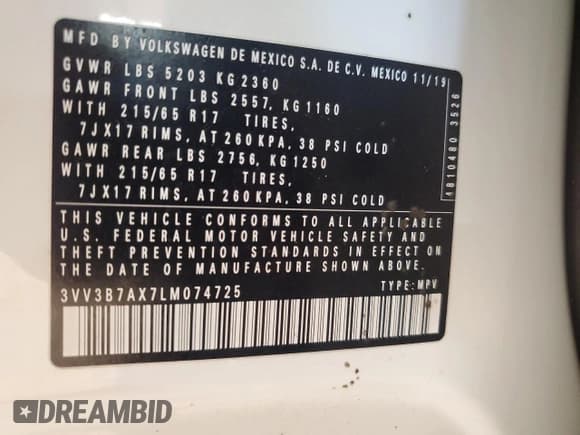 MFD BY VOLKSWAGEN DE MEXICO S.A. DE C.V. MEXICO 11/19
GVWR LBS 5203 KG 2360
GAWR FRONT LBS 2557, KG 1160
WITH 215/65 R17 TIRES,
7JX17 RIMS, AT 260 KPA, 38 PSI COLD
GAWR REAR LBS 2756, KG 1250
WITH 215/65 R17 TIRES,
7JX17 RIMS, AT 260 KPA, 38 PSI COLD
THIS VEHICLE CONFORMS TO ALL APPLICABLE
U.S. FEDERAL MOTOR VEHICLE SAFETY AND
THEFT PREVENTION STANDARDS IN EFFECT ON
THE DATE OF MANUFACTURE SHOWN ABOVE.
3VV3B7AX7LM074725 TYPE: MPV
4810480 3526
DREAMBID